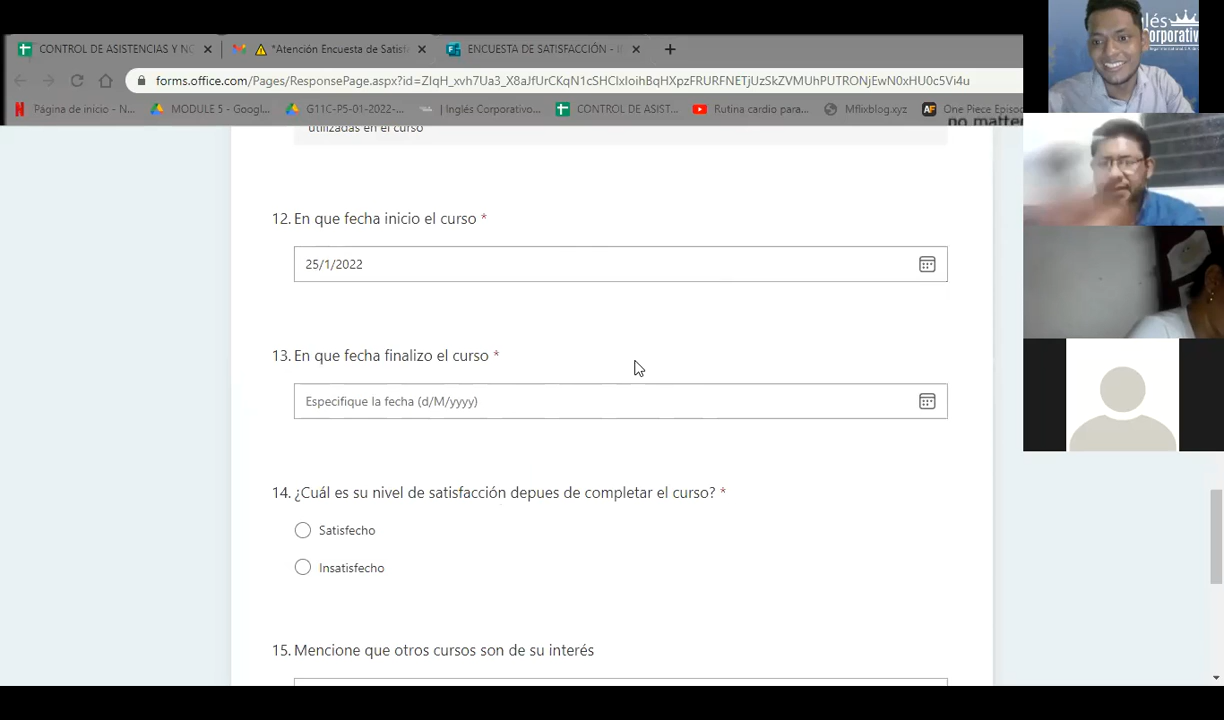 CONTROL DE ASISTENCIAS Y NO
*Atención Encuesta de Satisf
ENCUESTA DE SATISFACCIÓN - I
forms.office.com/Pages/ResponsePage.aspx?id=ZIqH_xvh7Ua3_X8aJfUrCKqN1cSHClxIoihBqHXpzFRURFNETjUzSkZVMUhPUTRONjEwN0xHU0c5Vi4u
Página de inicio - N...
MODULE 5 - Googl...
G11C-P5-01-2022-...
| Inglés Corporativo...
CONTROL DE ASIST...
Rutina cardio para...
Mflixblog.xyz
One Piece Episo
no matter
glés
Corporativ
utilizadas en el curso
12. En que fecha inicio el curso *
25/1/2022
13. En que fecha finalizo el curso *
Especifique la fecha (d/M/yyyy)
14. ¿Cuál es su nivel de satisfacción depues de completar el curso? *
Satisfecho
Insatisfecho
15. Mencione que otros cursos son de su interés